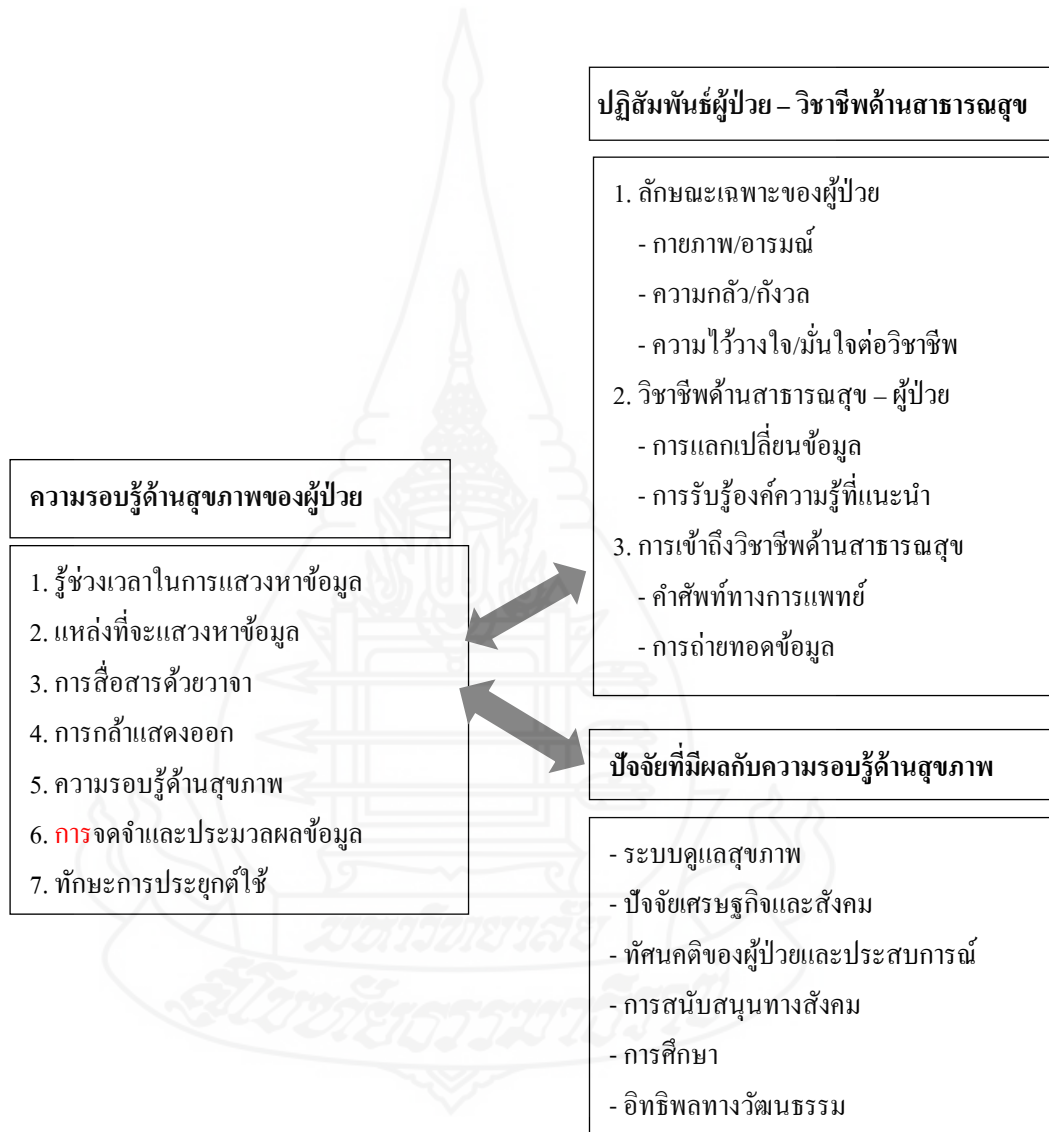 ปฏิสัมพันธ์ผู้ป่วย – วิชาชีพด้านสาธารณสุข
1. ลักษณะเฉพาะของผู้ป่วย
- กายภาพ/อารมณ์
- ความกลัว/กังวล
- ความไว้วางใจ/มั่นใจต่อวิชาชีพ
2. วิชาชีพด้านสาธารณสุข – ผู้ป่วย
- การแลกเปลี่ยนข้อมูล
- การรับรู้องค์ความรู้ที่แนะนำ
3. การเข้าถึงวิชาชีพด้านสาธารณสุข
- คำศัพท์ทางการแพทย์
- การถ่ายทอดข้อมูล
ความรอบรู้ด้านสุขภาพของผู้ป่วย
1. รู้ช่วงเวลาในการแสวงหาข้อมูล
2. แหล่งที่จะแสวงหาข้อมูล
3. การสื่อสารด้วยวาจา
4. การกล้าแสดงออก
5. ความรอบรู้ด้านสุขภาพ
6. การจดจำและประมวลผลข้อมูล
7. ทักษะการประยุกต์ใช้
ปัจจัยที่มีผลกับความรอบรู้ด้านสุขภาพ
- ระบบดูแลสุขภาพ
- ปัจจัยเศรษฐกิจและสังคม
- ทัศนคติของผู้ป่วยและประสบการณ์
- การสนับสนุนทางสังคม
- การศึกษา
- อิทธิพลทางวัฒนธรรม
มหาวิทยาลัย
สุโขทัยธรรมาธิราช